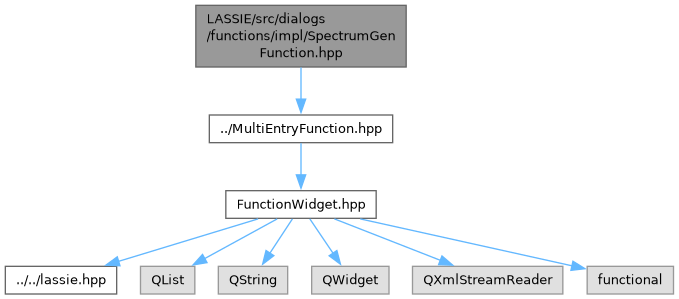 LASSIE/src/dialogs
/functions/impl/SpectrumGen
Function.hpp
../MultiEntryFunction.hpp
FunctionWidget.hpp
../../lassie.hpp
QList
QString
QWidget
QXmlStreamReader
functional